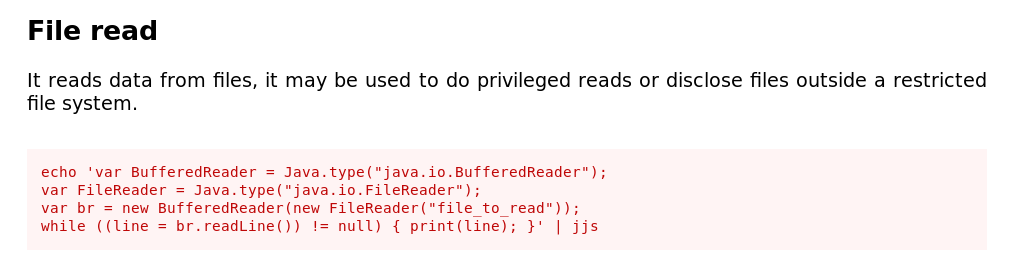 File read
It reads data from files, it may be used to do privileged reads or disclose files outside a restricted
file system.
echo 'var BufferedReader = Java.type("java.io.BufferedReader");
var FileReader = Java.type("java.io.FileReader");
var br = new BufferedReader(new FileReader("file_to_read"));
while ((line = br.readLine()) != null) { print(line); }' | jjs